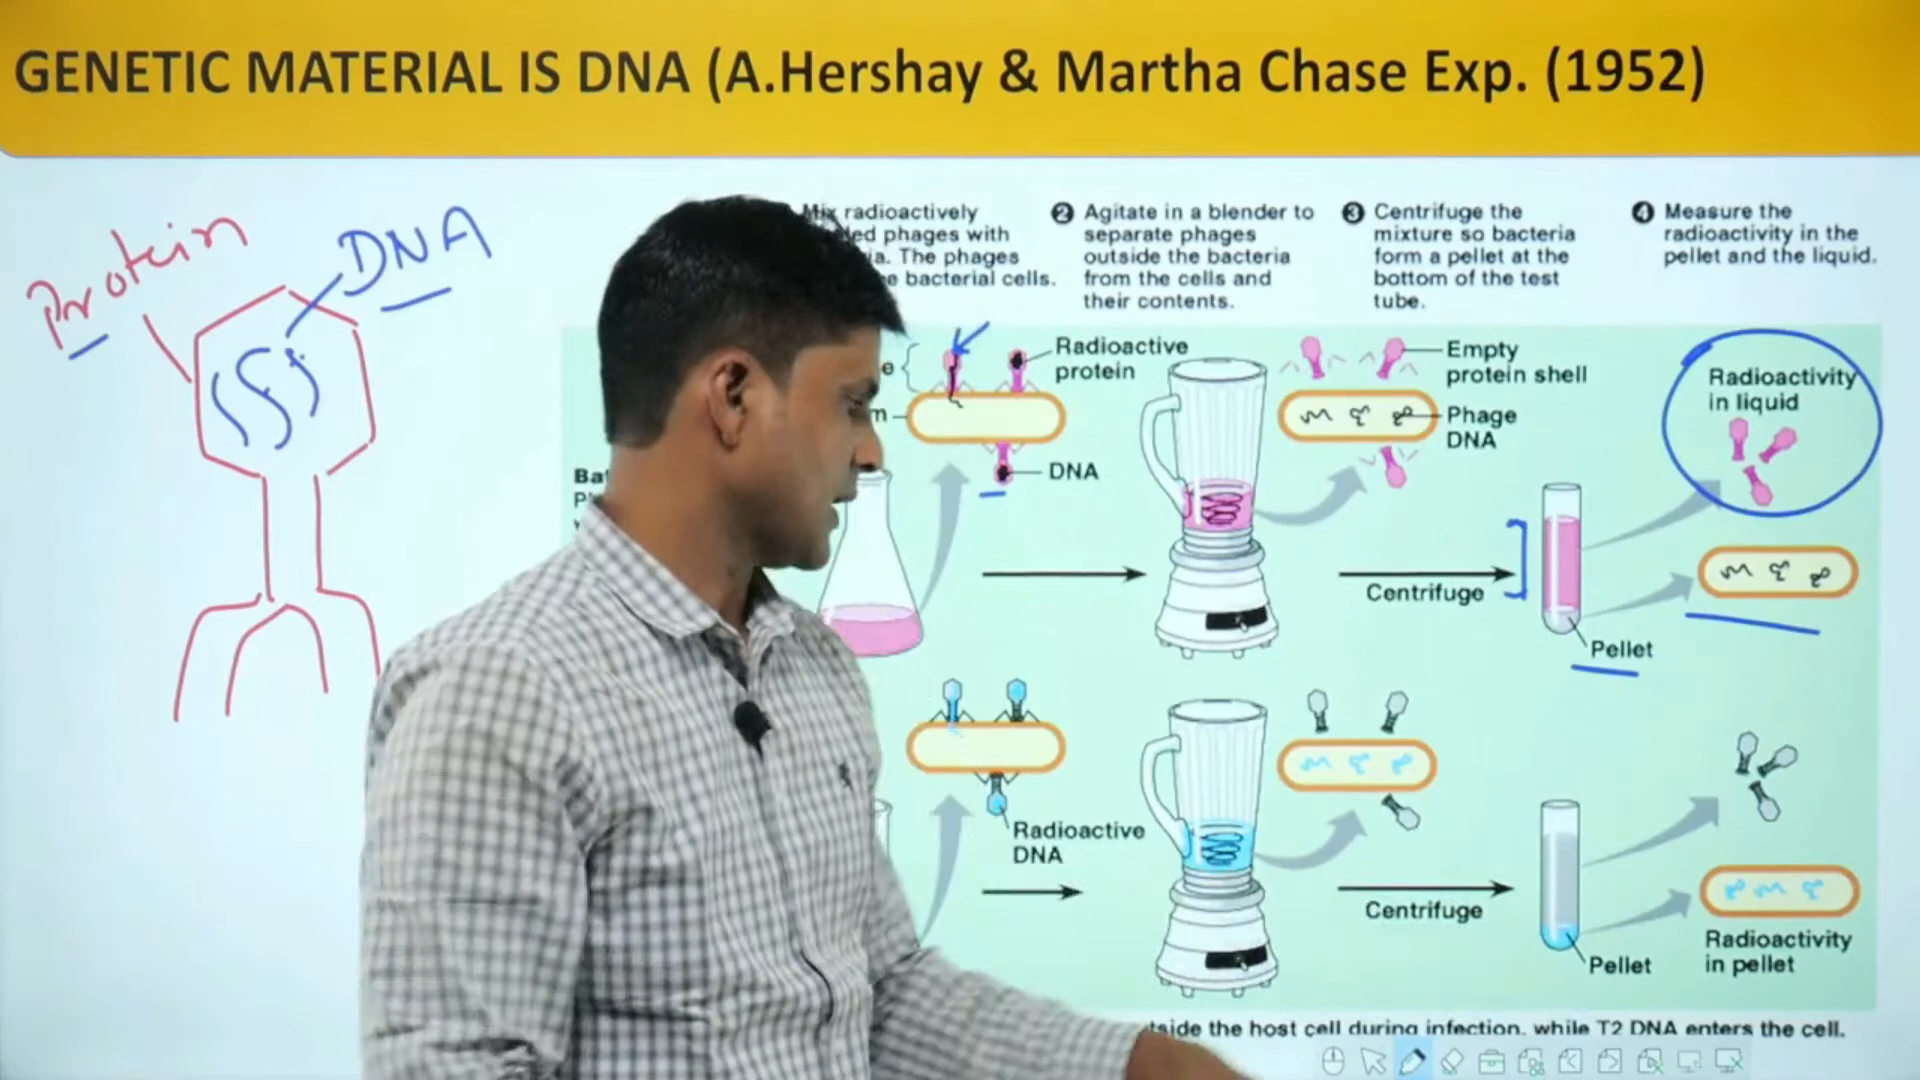 GENETIC MATERIAL IS DNA (A.Hershay & Martha Chase Exp. (1952)
Protein
DNA
Mix radioactively
phages with
The phages
bacterial cells.
2 Agitate in a blender to
separate phages
outside the bacteria
from the cells and
their contents.
3 Centrifuge the
mixture so bacteria
form a pellet at the
bottom of the test
tube.
4 Measure the
radioactivity in the
pellet and the liquid.
Radioactive
protein
DNA
Empty
protein shell
Phage
DNA
Centrifuge
Pellet
Radioactivity
in liquid
Radioactive
DNA
Centrifuge
Pellet
Radioactivity
in pellet
the host cell during infection, while T2 DNA enters the cell.